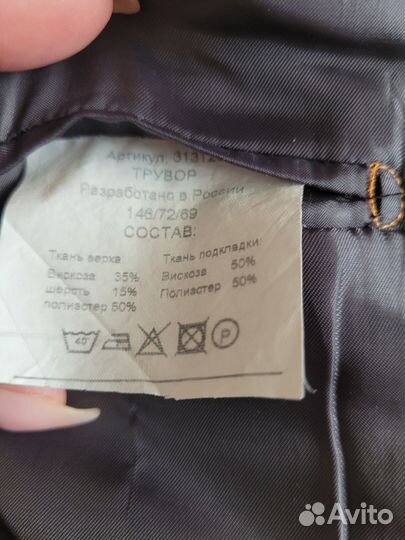 Артикул: 31312
ТРУВОР
Разработано в России
146/72/69
СОСТАВ:
Ткань верха: Ткань подкладки:
Вискоза 35% Вискоза 50%
шерсть 15% Полиэстер 50%
полиэстер 50%
40° P
Avito